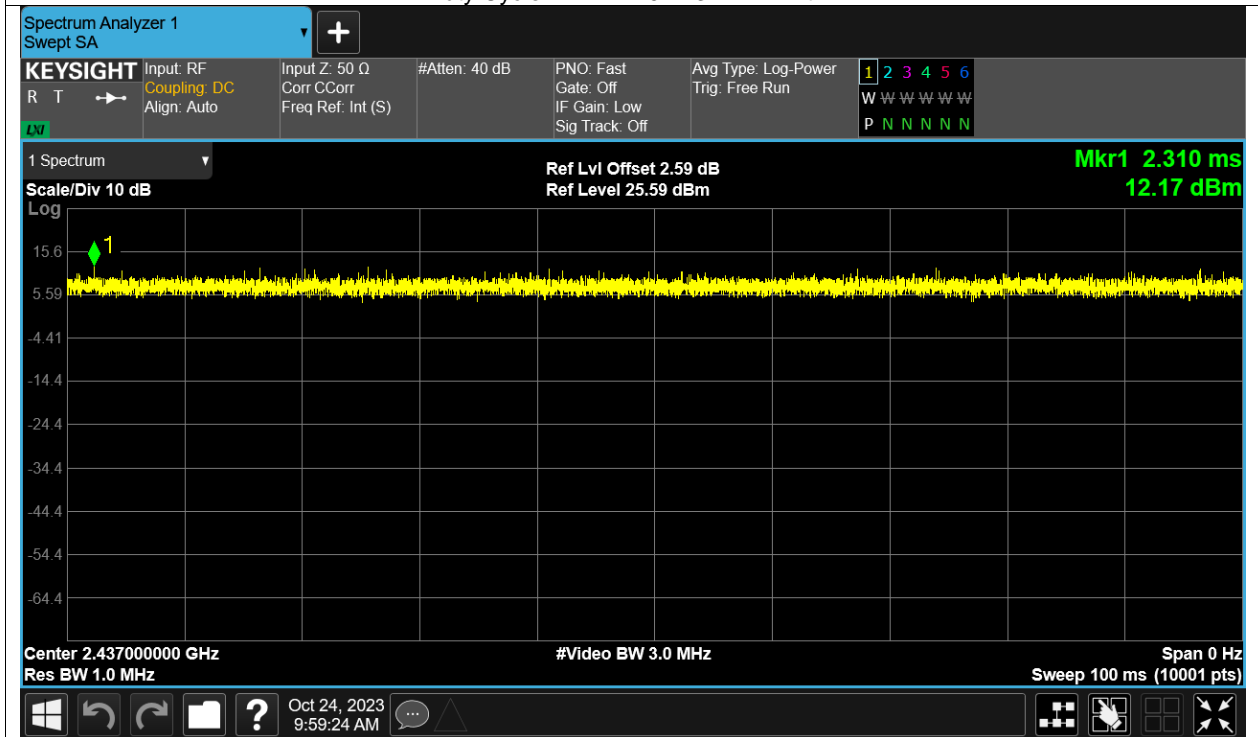 Spectrum Analyzer 1
Swept SA
+
KEYSIGHT Input: RF Input Z: 50 Ω #Atten: 40 dB PNO: Fast Avg Type: Log-Power 1 2 3 4 5 6
R T Coupling: DC Corr CCorr Gate: Off Trig: Free Run W W W W W W
Align: Auto Freq Ref: Int (S) IF Gain: Low
LXI Sig Track: Off P N N N N N
1 Spectrum Ref Lvl Offset 2.59 dB Mkr1 2.310 ms
Scale/Div 10 dB Ref Level 25.59 dBm 12.17 dBm
Log
1
15.6
5.59
-4.41
-14.4
-24.4
-34.4
-44.4
-54.4
-64.4
Center 2.437000000 GHz #Video BW 3.0 MHz Span 0 Hz
Res BW 1.0 MHz Sweep 100 ms (10001 pts)
? Oct 24, 2023
9:59:24 AM